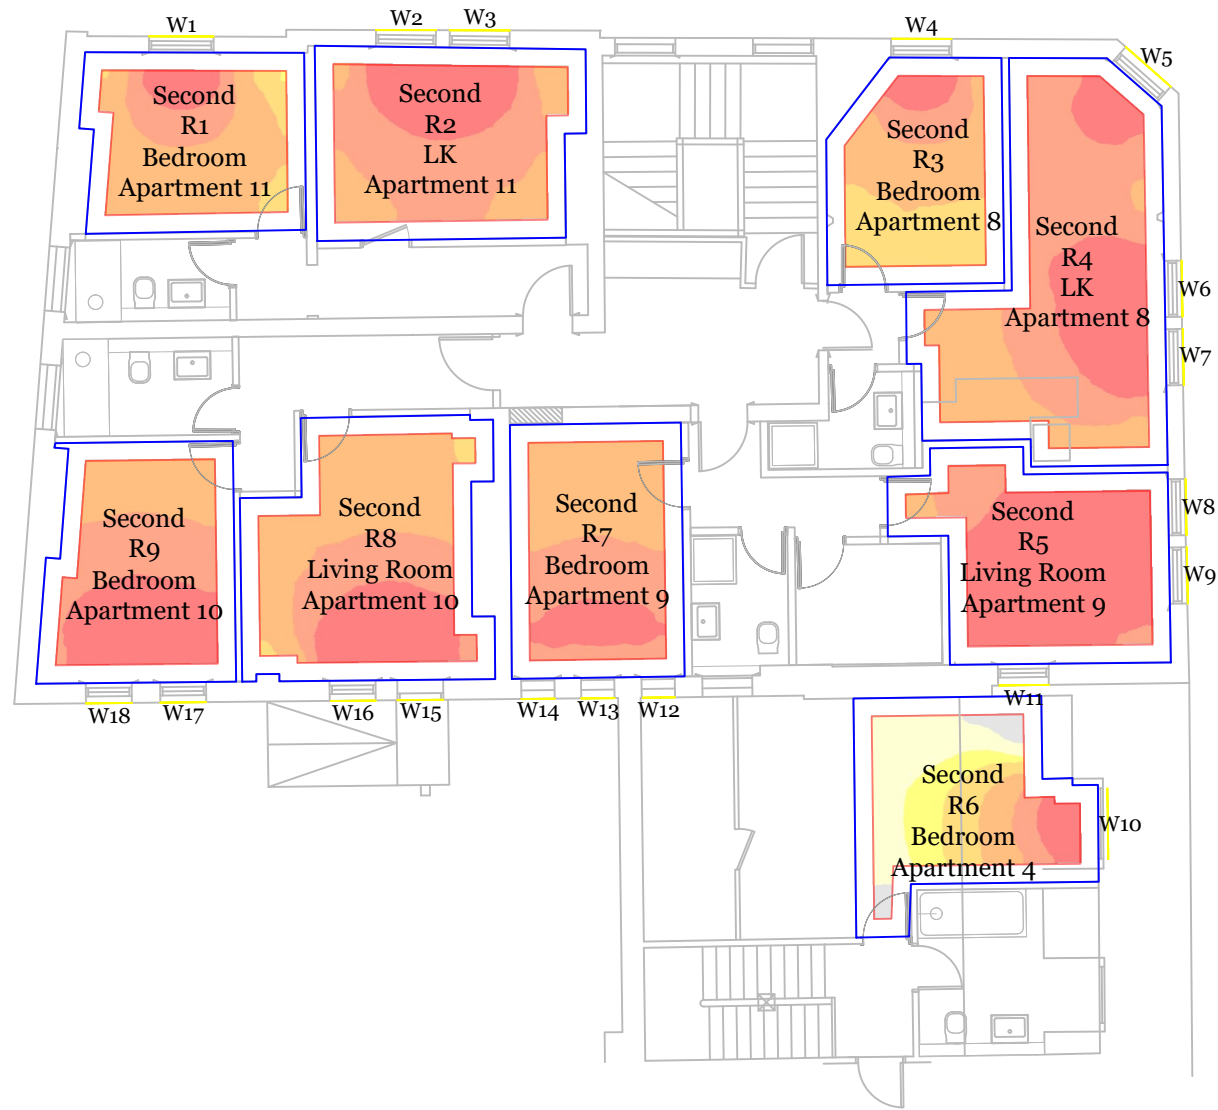 W1
W2
W3
W4
W5
Second
R1
Bedroom
Apartment 11
Second
R2
LK
Apartment 11
Second
R3
Bedroom
Apartment 8
Second
R4
LK
Apartment 8
W6
W7
Second
R9
Bedroom
Apartment 10
Second
R8
Living Room
Apartment 10
Second
R7
Bedroom
Apartment 9
Second
R5
Living Room
Apartment 9
W8
W9
W18
W17
W16
W15
W14
W13
W12
W11
Second
R6
Bedroom
Apartment 4
W10